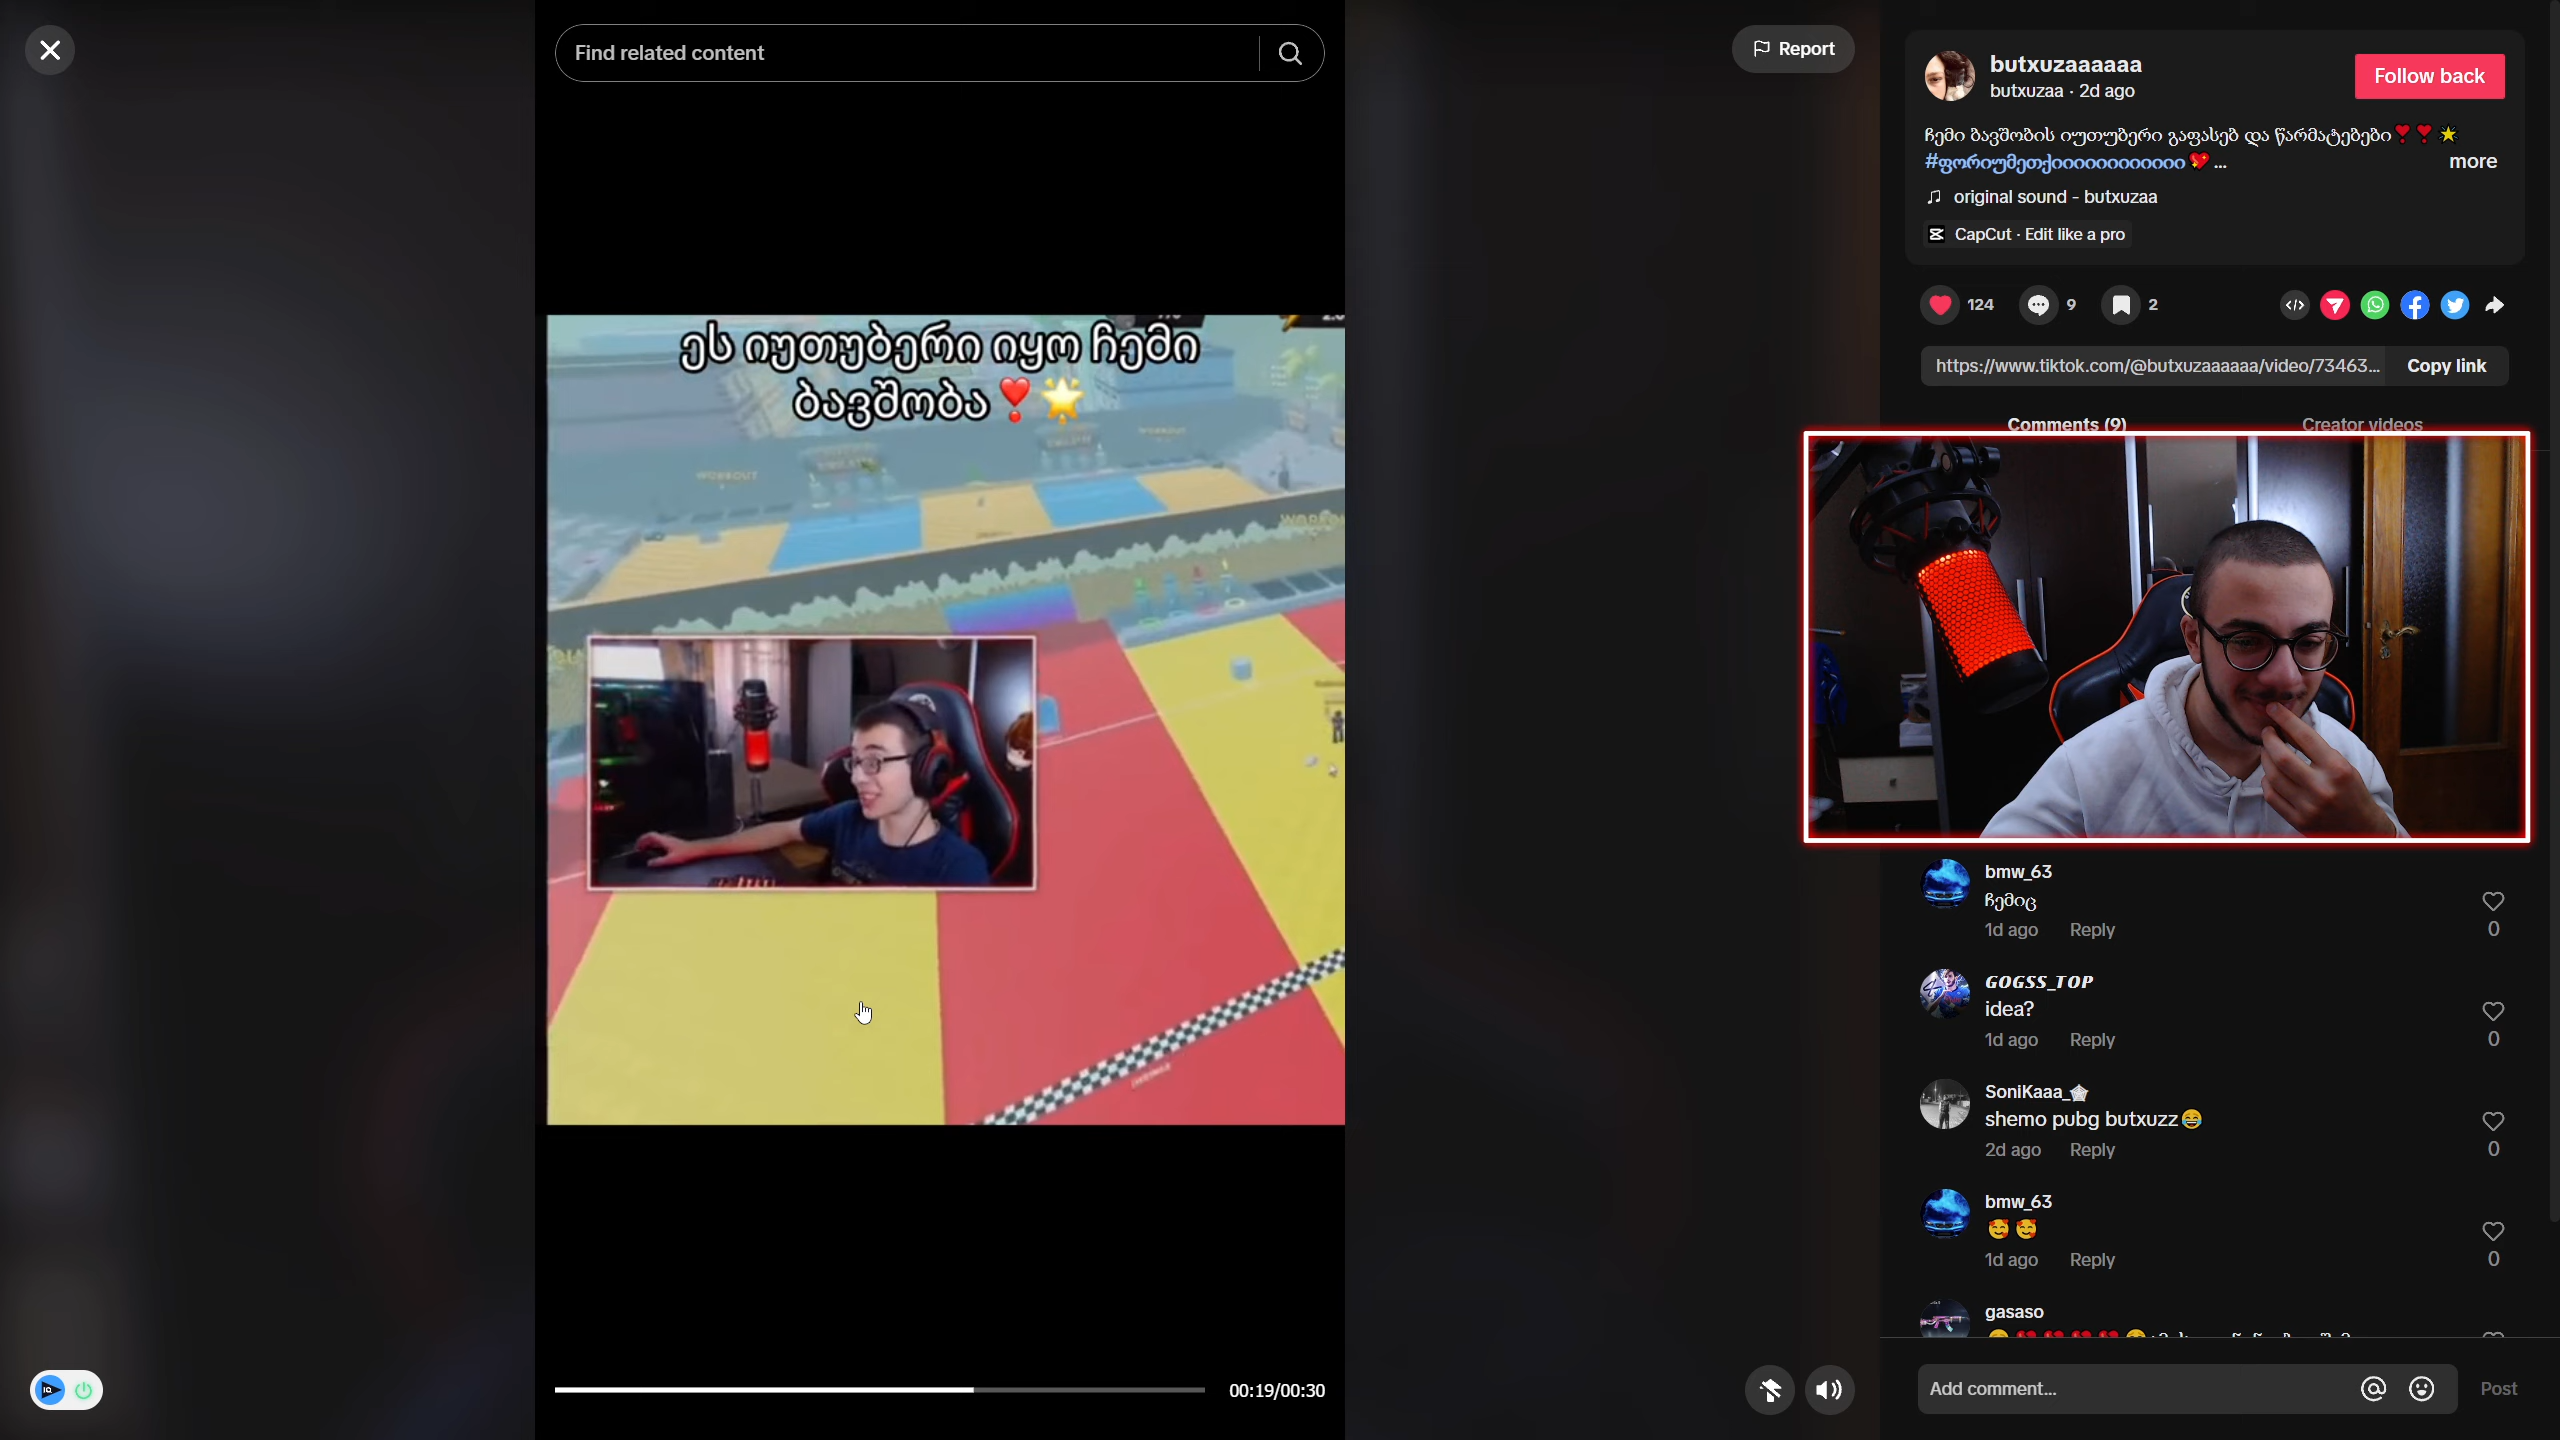 Find related content
Report
butxuzaaaaaa
butxuzaa · 2d ago
Follow back
ჩემი ბავშობის იუთუბერი გაფასებ და წარმატებები❣️❣️🌟
#ფორიუმეთქიიიიიიიიიიიი💖 ...
more
original sound - butxuzaa
CapCut · Edit like a pro
124
9
2
https://www.tiktok.com/@butxuzaaaaaa/video/73463...
Copy link
Comments (9)
Creator videos
ეს იუთუბერი იყო ჩემი
ბავშობა❣️🌟
WORKOUT
WORKOUT
bmw_63
ჩემიც
1d ago Reply
0
GOGSS_TOP
idea?
1d ago Reply
0
SoniKaaa_
shemo pubg butxuzz😂
2d ago Reply
0
bmw_63
🥰🥰
1d ago Reply
0
gasaso
00:19/00:30
Add comment...
Post